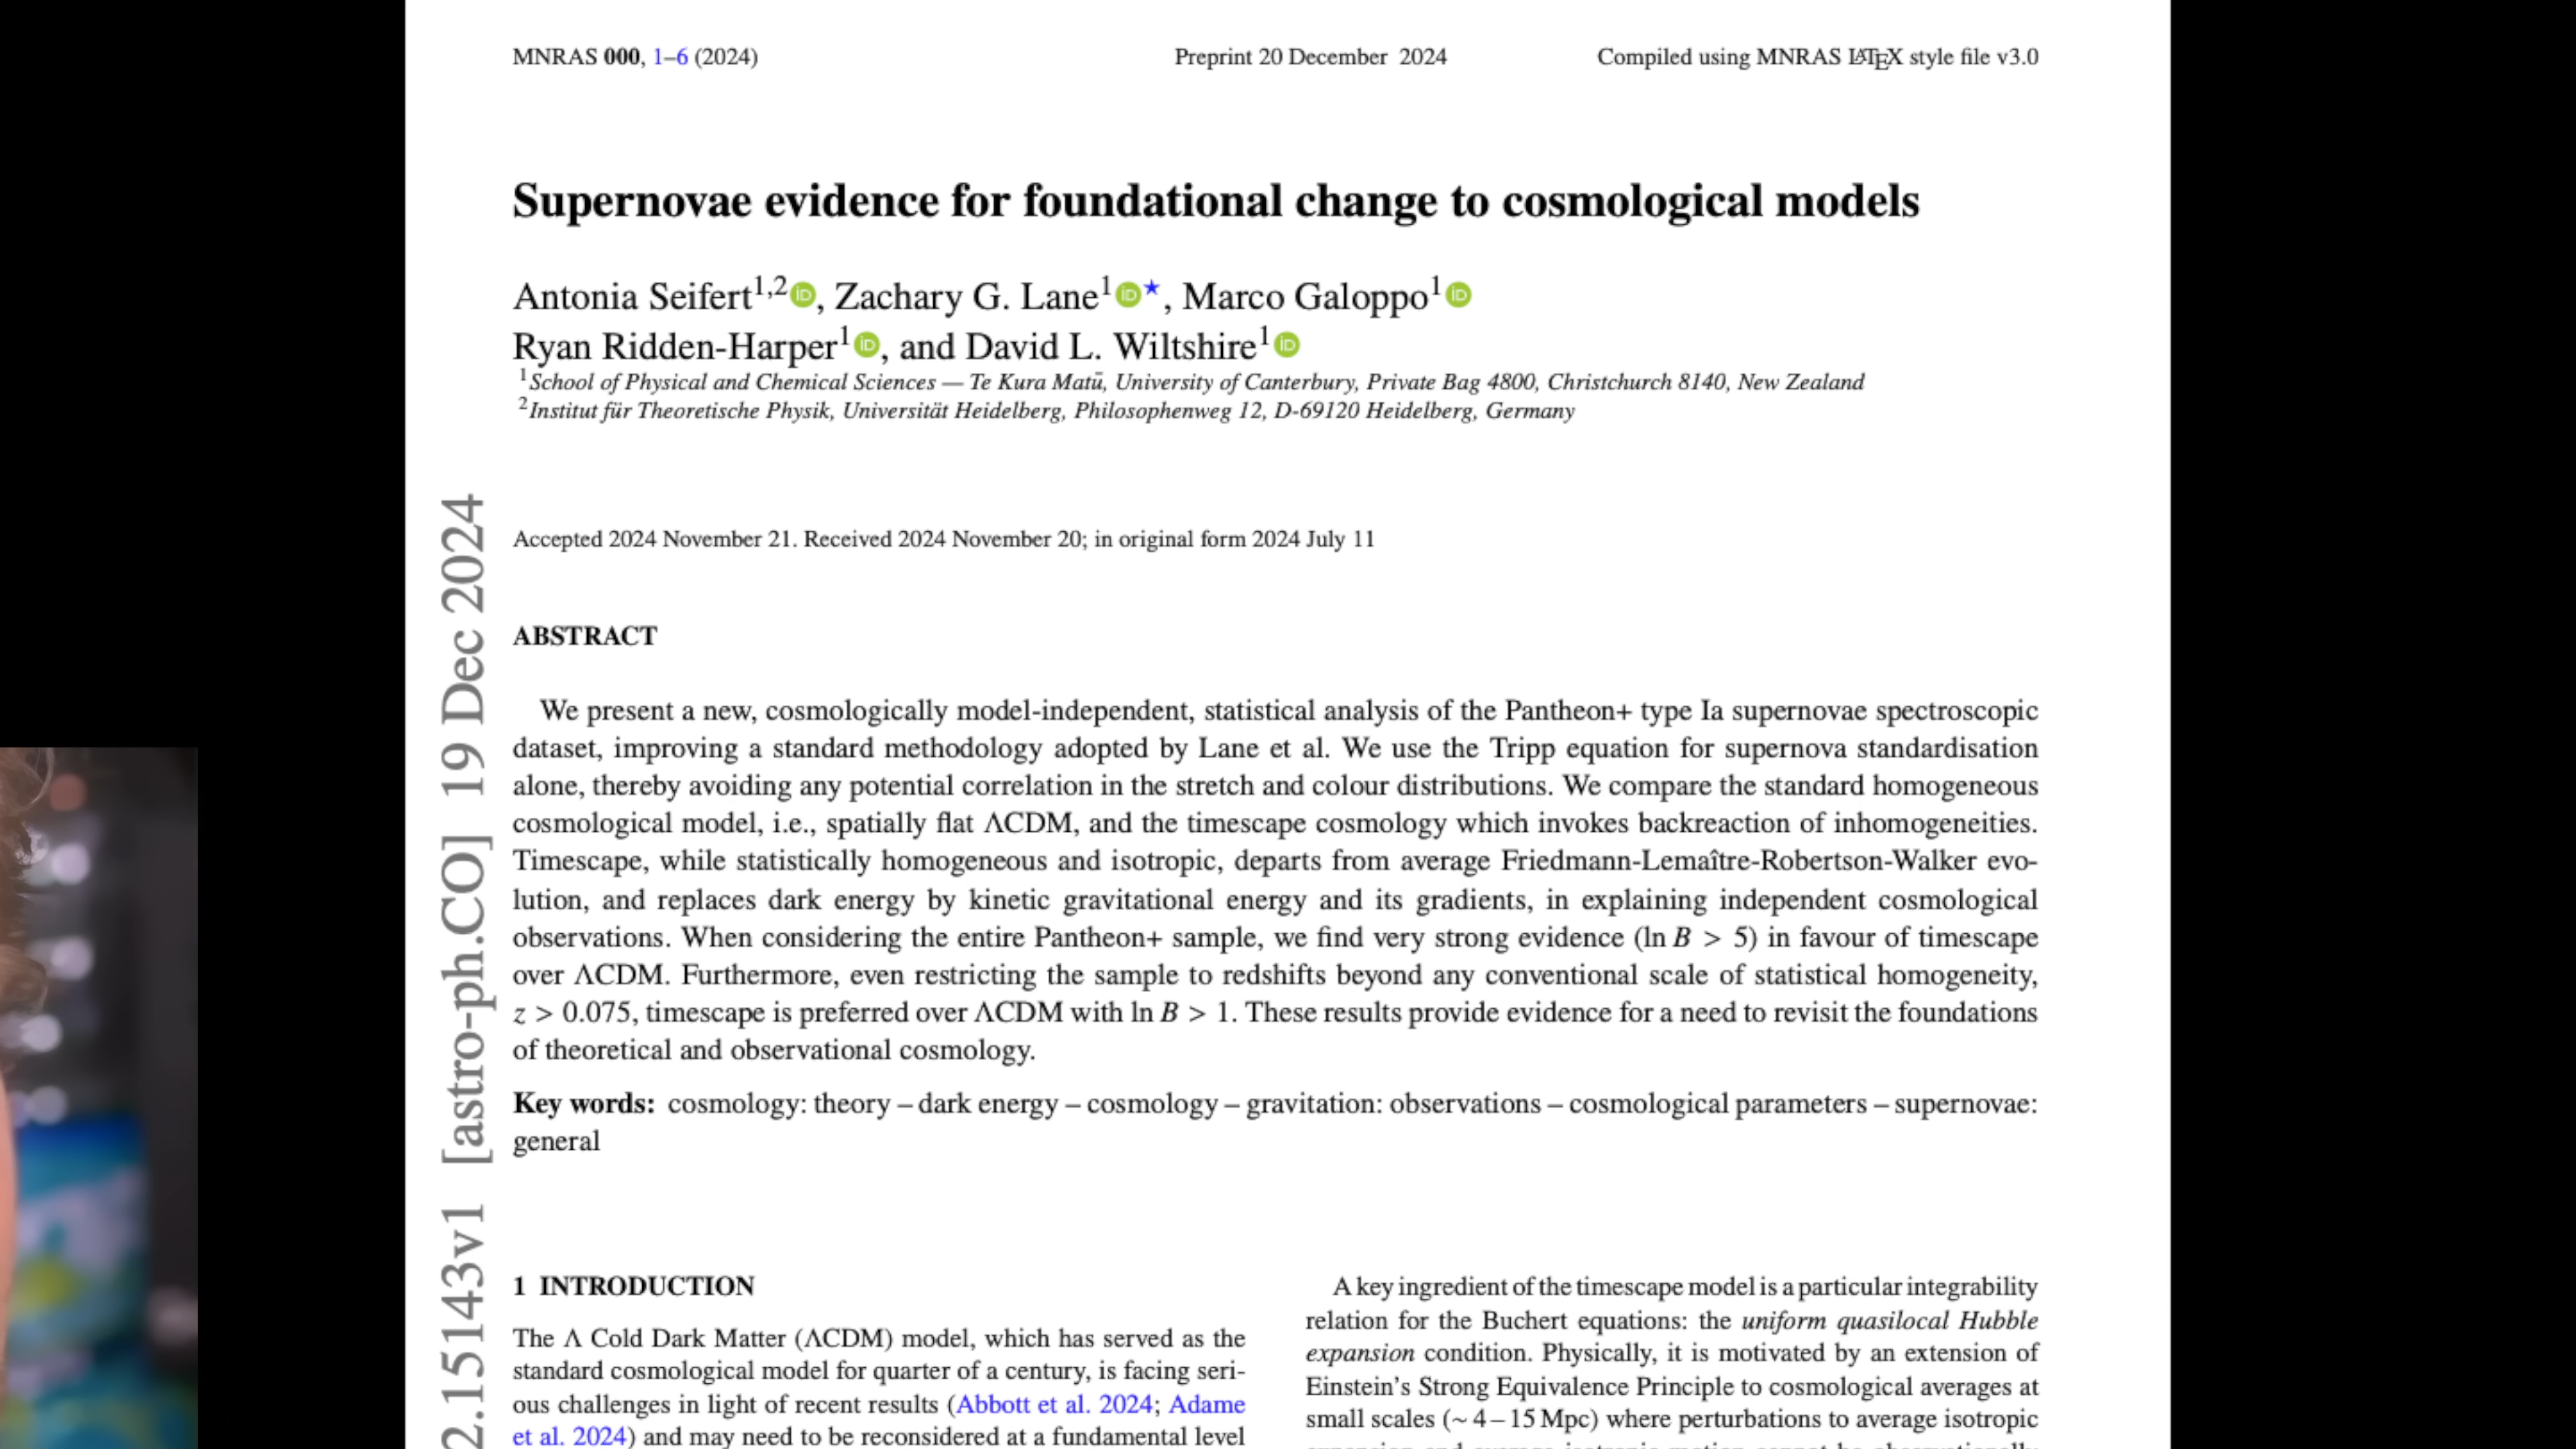 MNRAS 000, 1–6 (2024) Preprint 20 December 2024 Compiled using MNRAS LATEX style file v3.0
Supernovae evidence for foundational change to cosmological models
Antonia Seifert1,2, Zachary G. Lane1★, Marco Galoppo1
Ryan Ridden-Harper1, and David L. Wiltshire1
1School of Physical and Chemical Sciences — Te Kura Matū, University of Canterbury, Private Bag 4800, Christchurch 8140, New Zealand
2Institut für Theoretische Physik, Universität Heidelberg, Philosophenweg 12, D-69120 Heidelberg, Germany
Accepted 2024 November 21. Received 2024 November 20; in original form 2024 July 11
ABSTRACT
We present a new, cosmologically model-independent, statistical analysis of the Pantheon+ type Ia supernovae spectroscopic
dataset, improving a standard methodology adopted by Lane et al. We use the Tripp equation for supernova standardisation
alone, thereby avoiding any potential correlation in the stretch and colour distributions. We compare the standard homogeneous
cosmological model, i.e., spatially flat ΛCDM, and the timescape cosmology which invokes backreaction of inhomogeneities.
Timescape, while statistically homogeneous and isotropic, departs from average Friedmann-Lemaître-Robertson-Walker evo-
lution, and replaces dark energy by kinetic gravitational energy and its gradients, in explaining independent cosmological
observations. When considering the entire Pantheon+ sample, we find very strong evidence (ln B > 5) in favour of timescape
over ΛCDM. Furthermore, even restricting the sample to redshifts beyond any conventional scale of statistical homogeneity,
z > 0.075, timescape is preferred over ΛCDM with ln B > 1. These results provide evidence for a need to revisit the foundations
of theoretical and observational cosmology.
Key words: cosmology: theory – dark energy – cosmology – gravitation: observations – cosmological parameters – supernovae:
general
1 INTRODUCTION
The Λ Cold Dark Matter (ΛCDM) model, which has served as the
standard cosmological model for quarter of a century, is facing seri-
ous challenges in light of recent results (Abbott et al. 2024; Adame
et al. 2024) and may need to be reconsidered at a fundamental level
A key ingredient of the timescape model is a particular integrability
relation for the Buchert equations: the uniform quasilocal Hubble
expansion condition. Physically, it is motivated by an extension of
Einstein's Strong Equivalence Principle to cosmological averages at
small scales (∼ 4 – 15 Mpc) where perturbations to average isotropic
2.15143v1 [astro-ph.CO] 19 Dec 2024